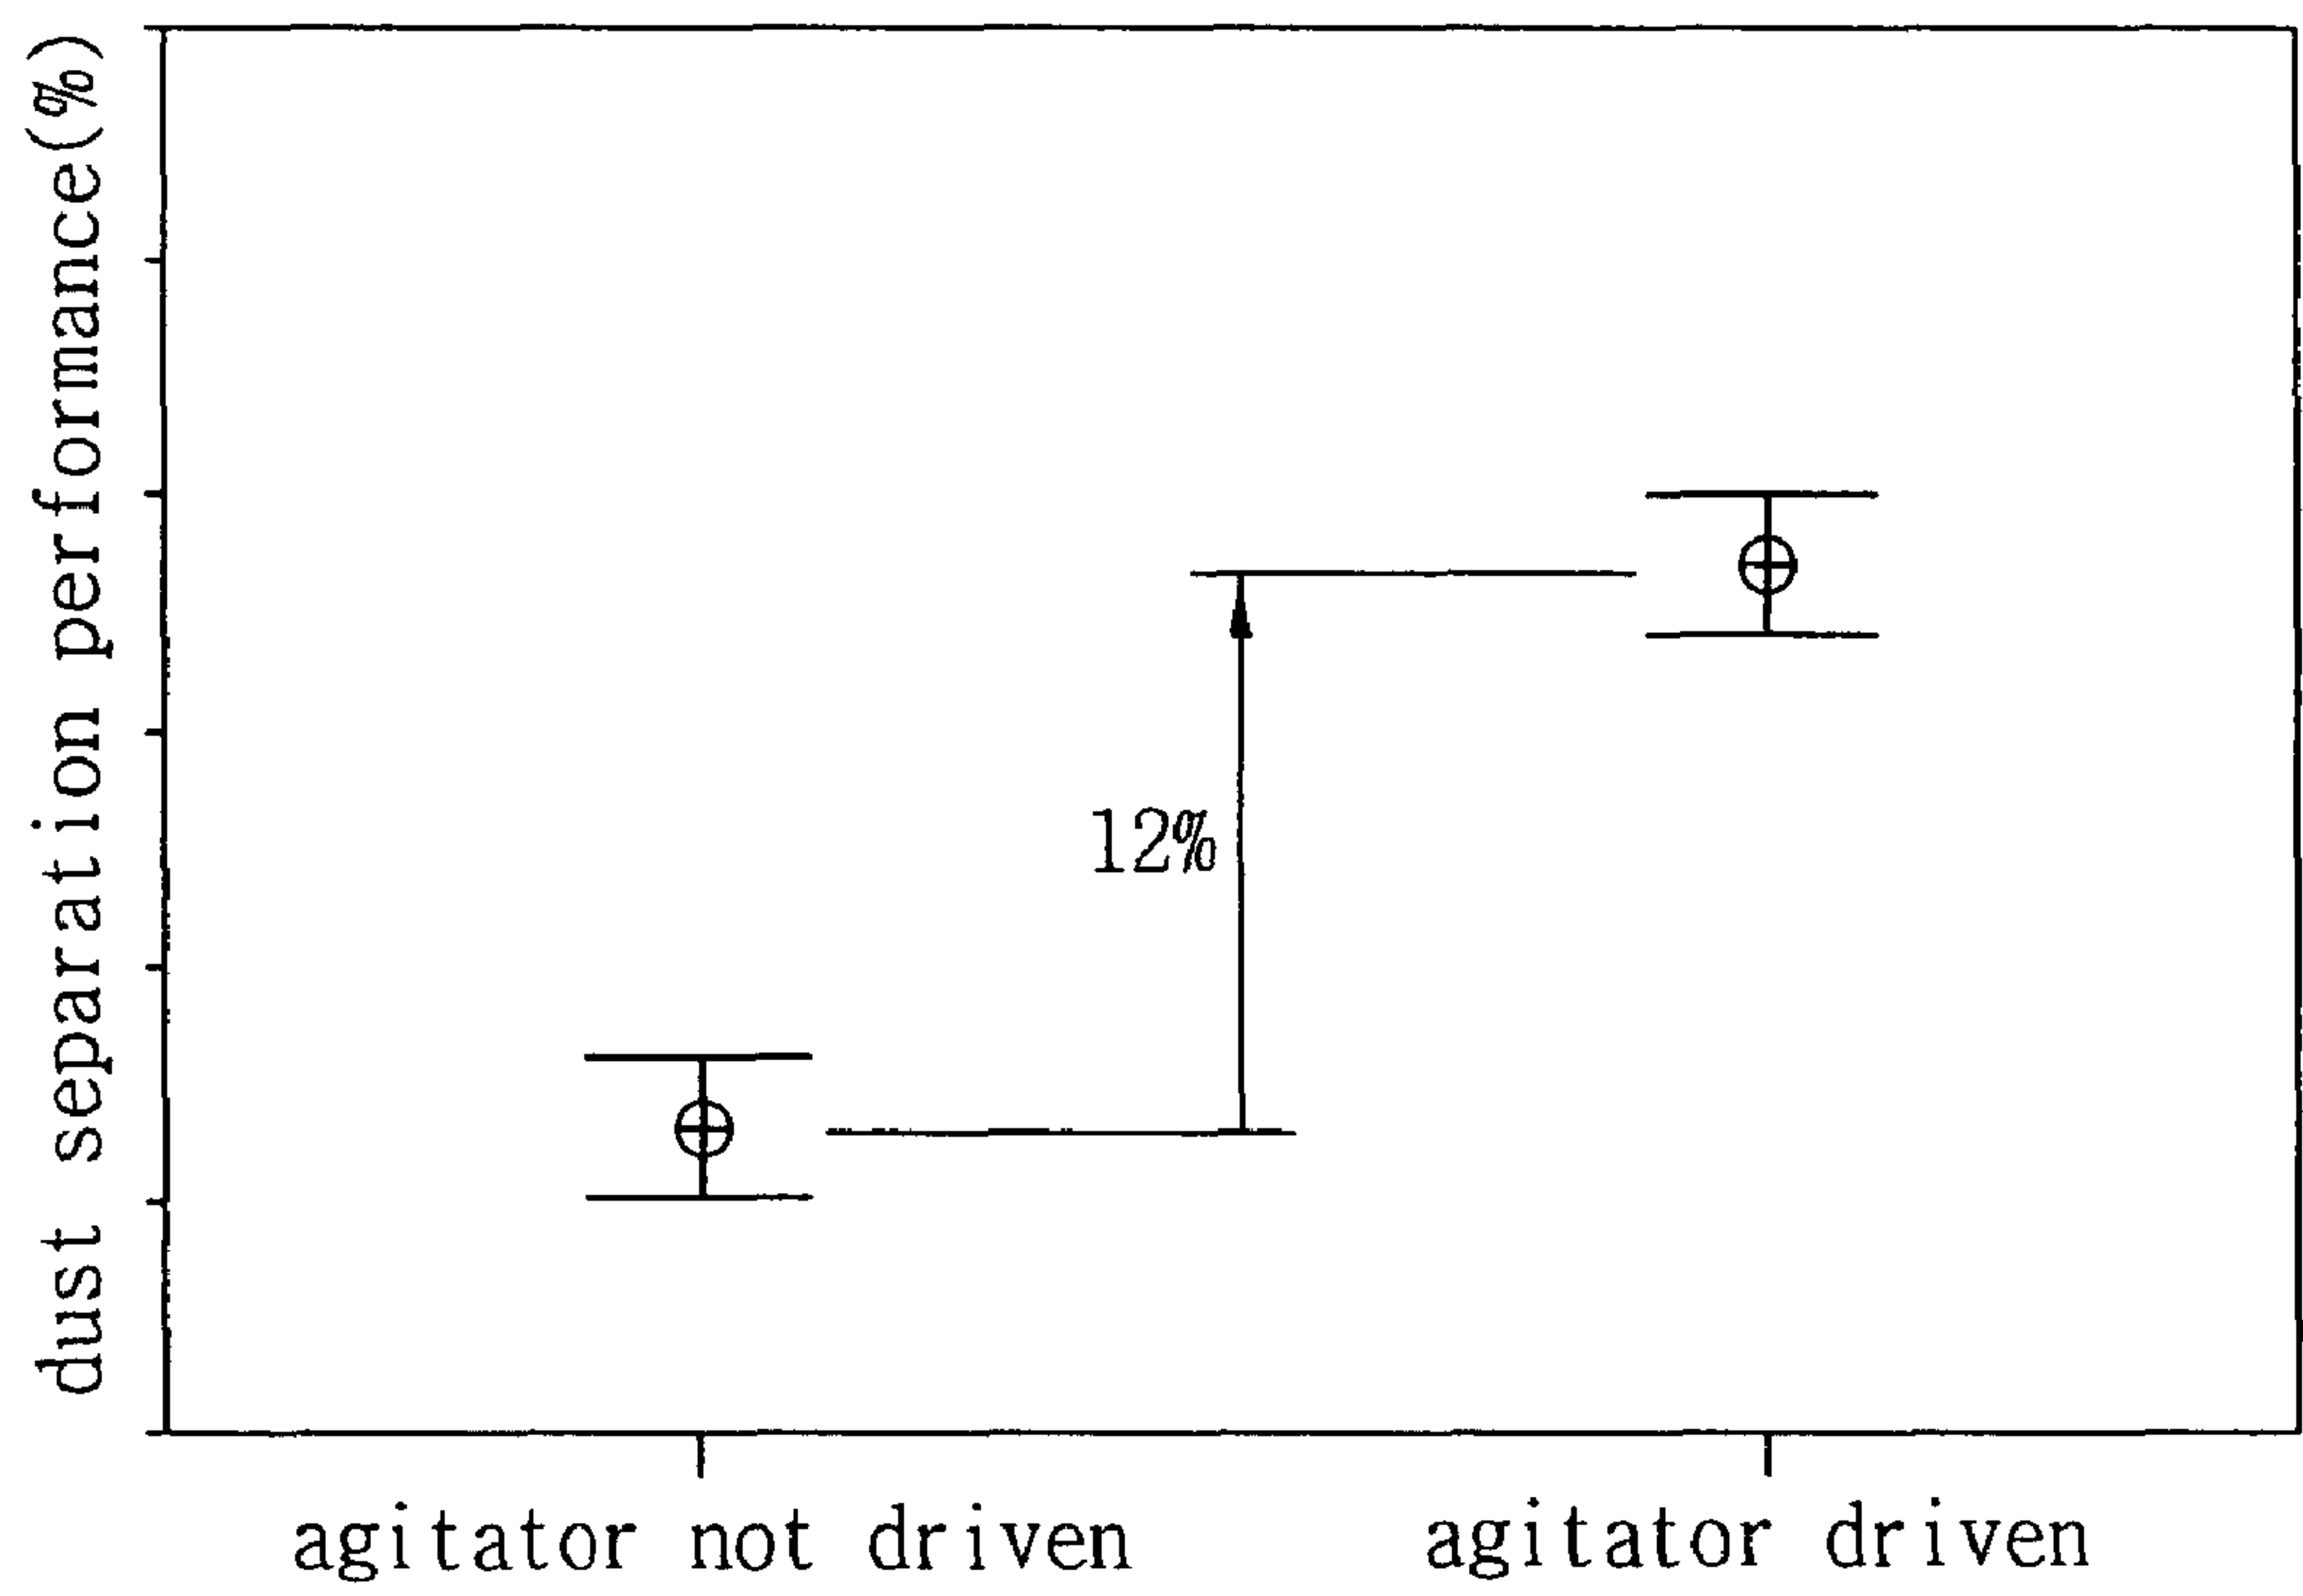 dust separation performance(%)
12%
agitator not driven
agitator driven